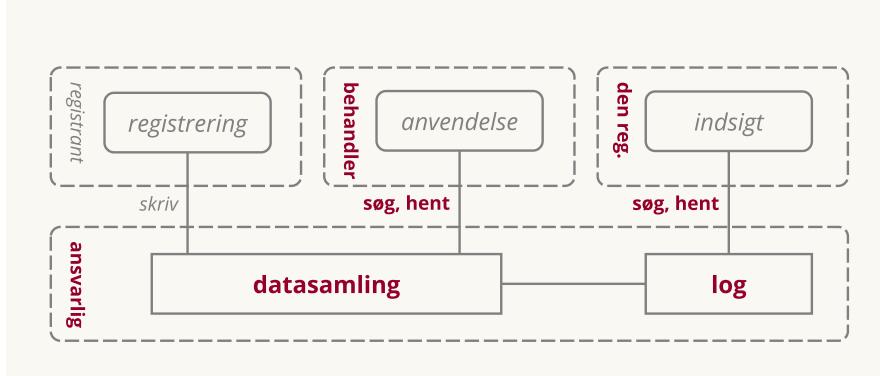 registrant
registrering
behandler
anvendelse
den reg.
indsigt
skriv
søg, hent
søg, hent
ansvarlig
datasamling
log